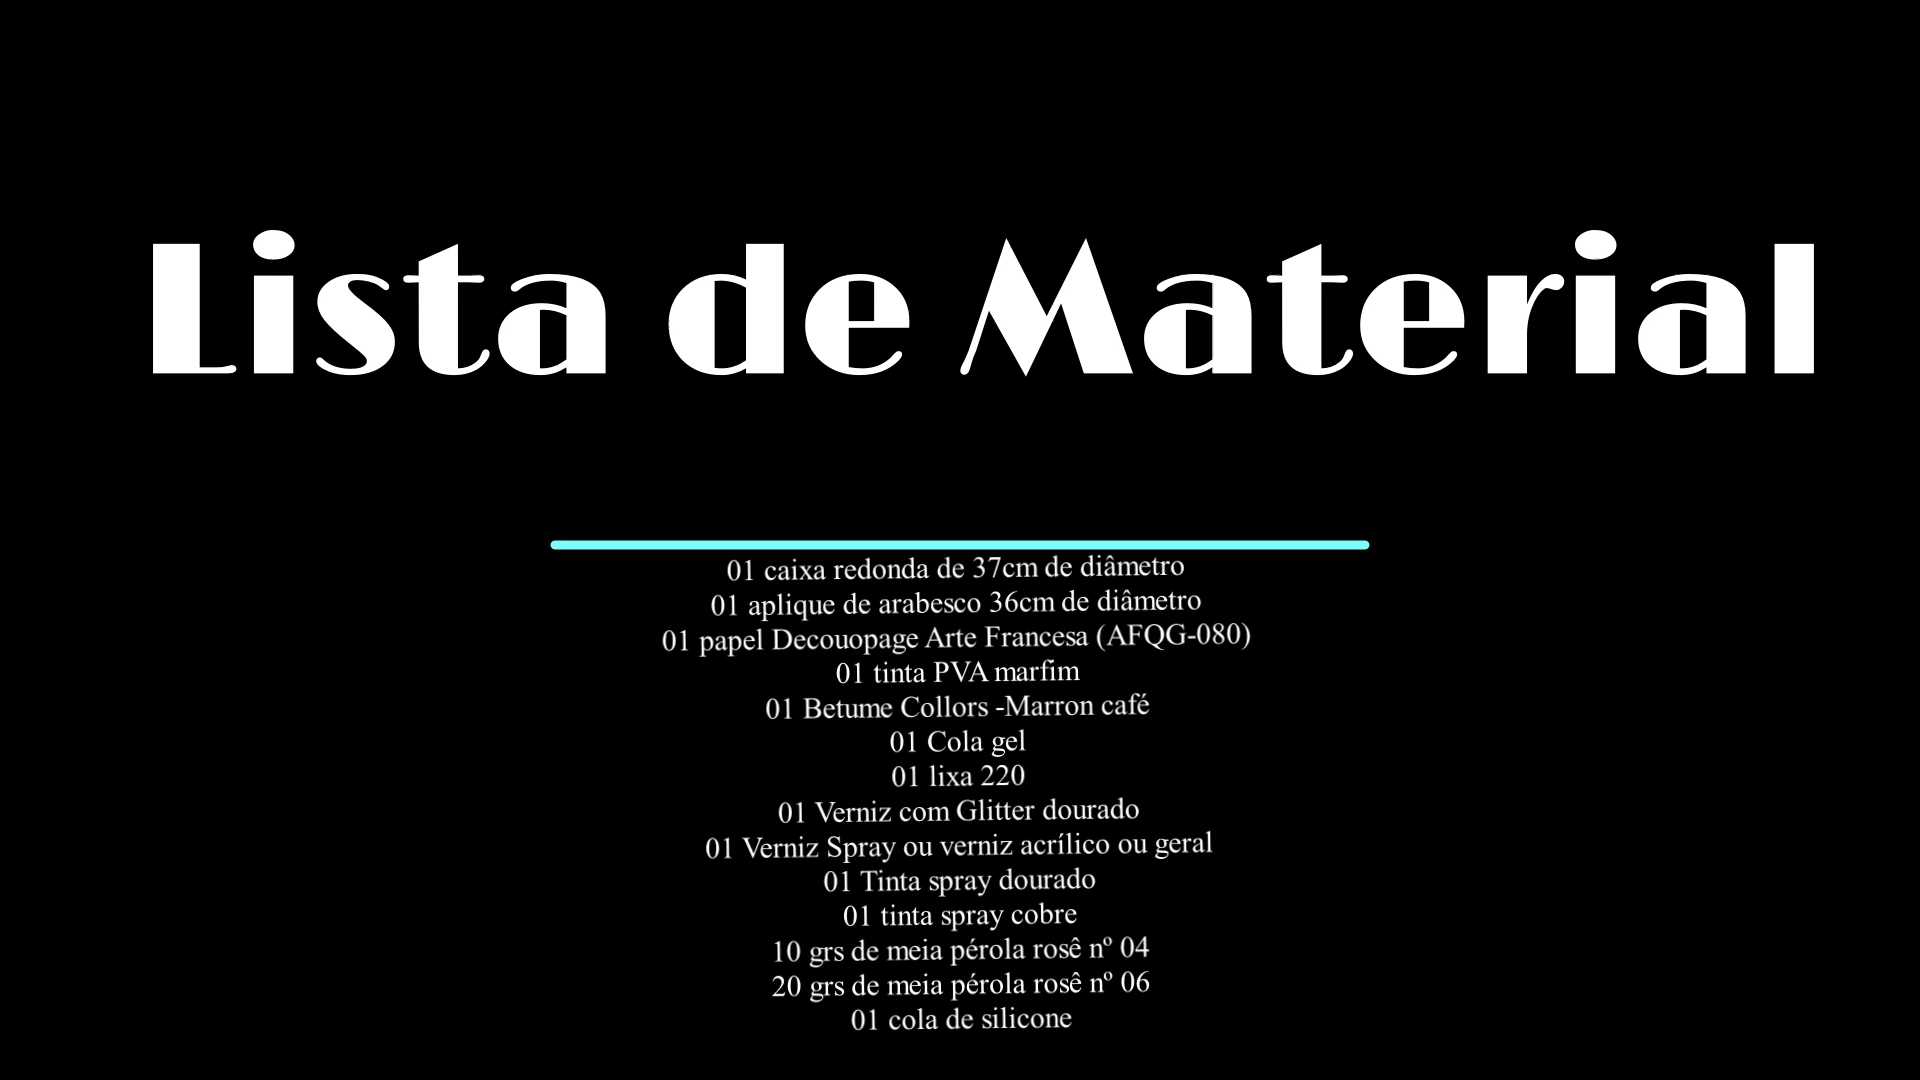 Lista de Material
01 caixa redonda de 37cm de diâmetro
01 aplique de arabesco 36cm de diâmetro
01 papel Decouopage Arte Francesa (AFQG-080)
01 tinta PVA marfim
01 Betume Collors -Marron café
01 Cola gel
01 lixa 220
01 Verniz com Glitter dourado
01 Verniz Spray ou verniz acrílico ou geral
01 Tinta spray dourado
01 tinta spray cobre
10 grs de meia pérola rosê nº 04
20 grs de meia pérola rosê nº 06
01 cola de silicone